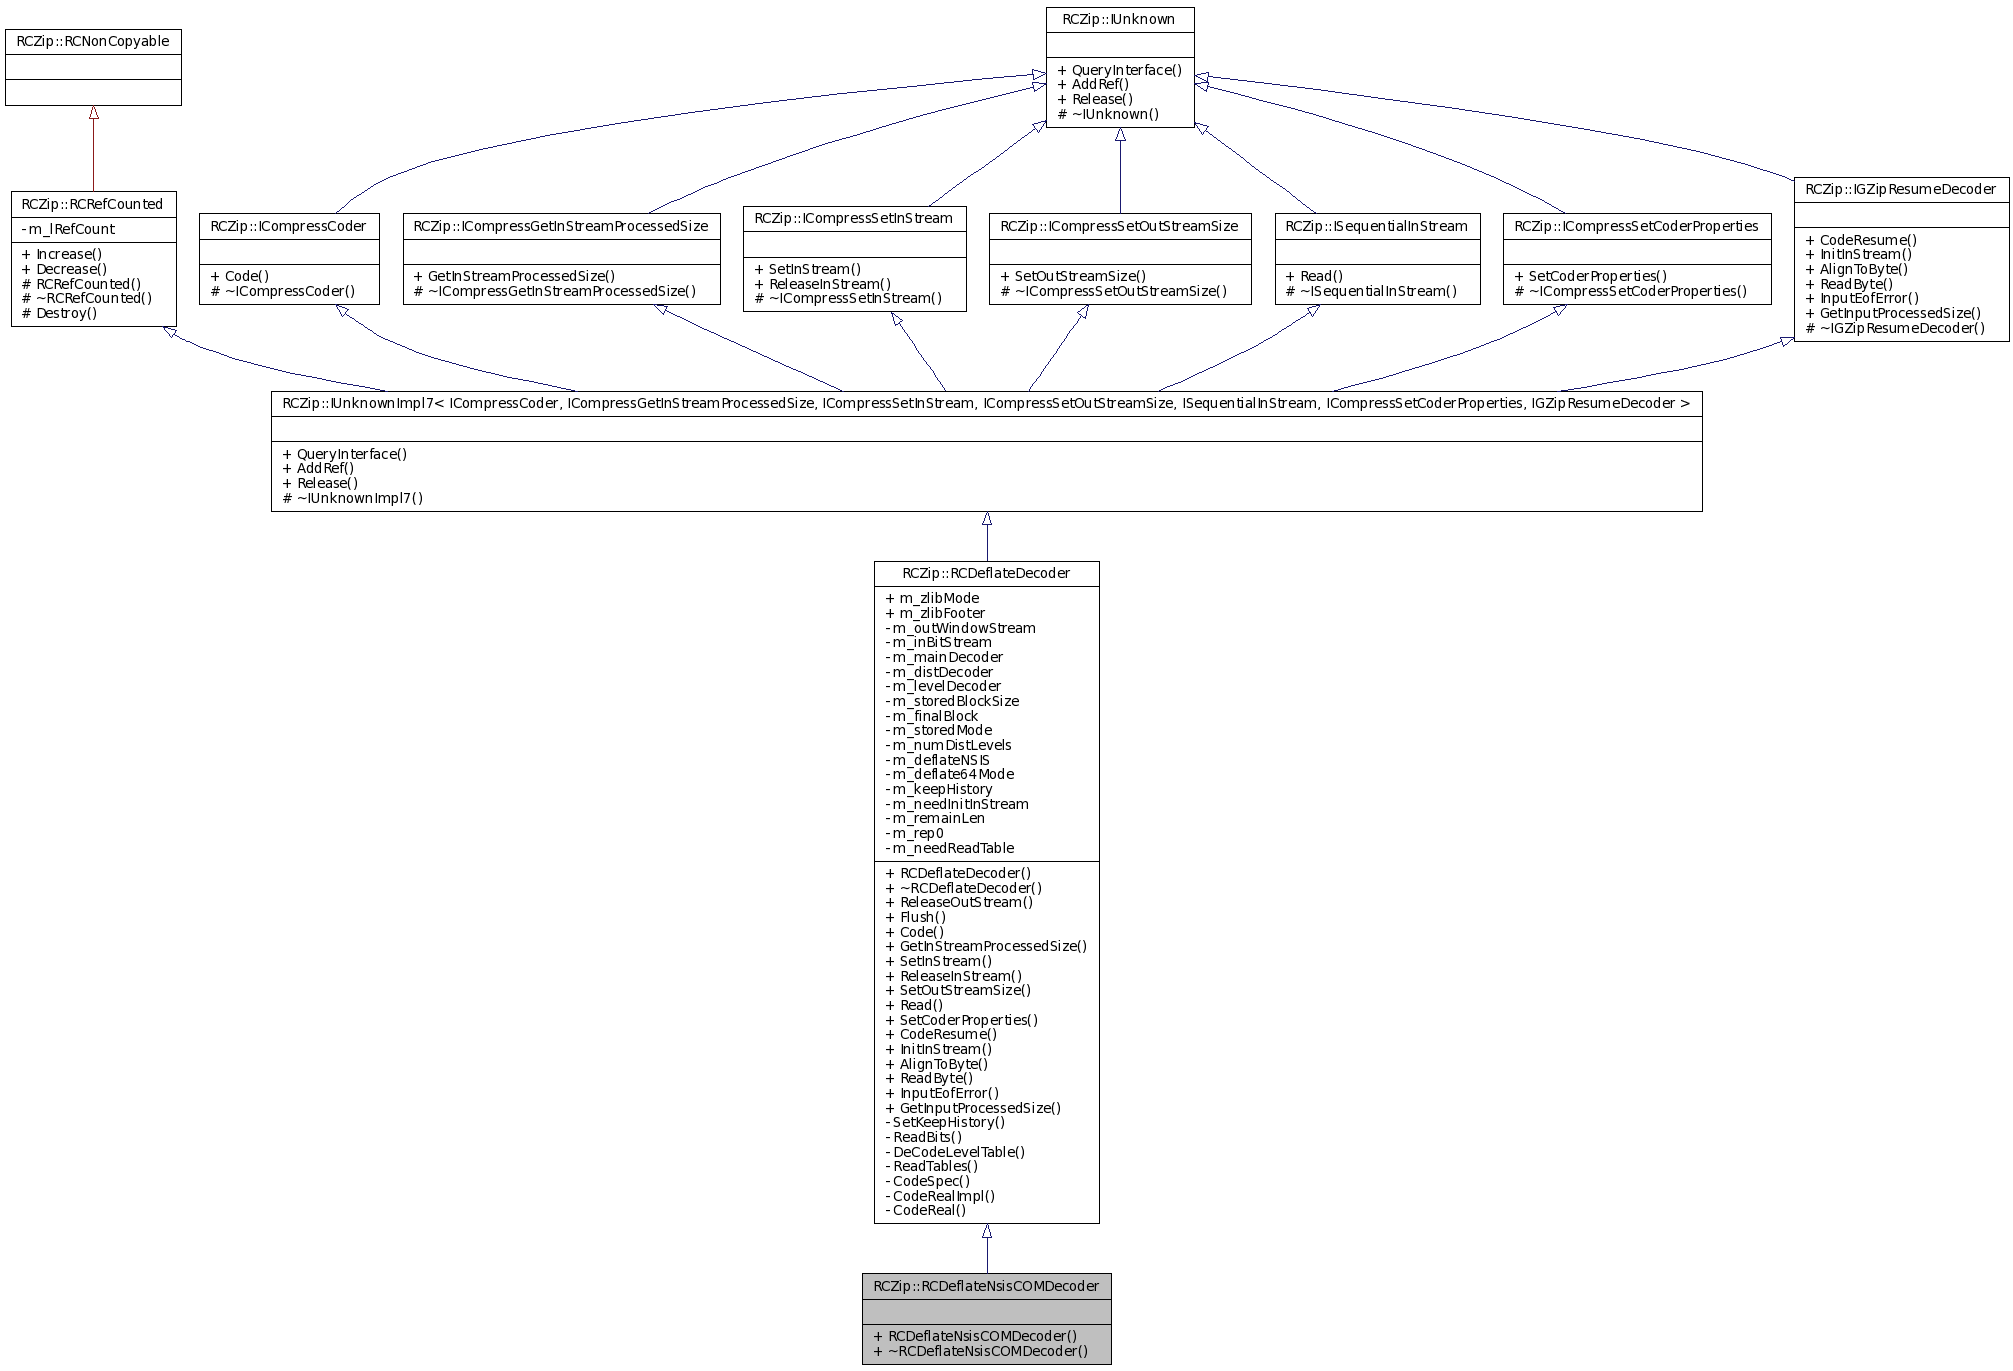 RCZip::RCNonCopyable
RCZip::IUnknown
+ QueryInterface()
+ AddRef()
+ Release()
# ~IUnknown()
RCZip::RCRefCounted
- m_lRefCount
+ Increase()
+ Decrease()
# RCRefCounted()
# ~RCRefCounted()
# Destroy()
RCZip::ICompressCoder
+ Code()
# ~ICompressCoder()
RCZip::ICompressGetInStreamProcessedSize
+ GetInStreamProcessedSize()
# ~ICompressGetInStreamProcessedSize()
RCZip::ICompressSetInStream
+ SetInStream()
+ ReleaseInStream()
# ~ICompressSetInStream()
RCZip::ICompressSetOutStreamSize
+ SetOutStreamSize()
# ~ICompressSetOutStreamSize()
RCZip::ISequentialInStream
+ Read()
# ~ISequentialInStream()
RCZip::ICompressSetCoderProperties
+ SetCoderProperties()
# ~ICompressSetCoderProperties()
RCZip::IGZipResumeDecoder
+ CodeResume()
+ InitInStream()
+ AlignToByte()
+ ReadByte()
+ InputEofError()
+ GetInputProcessedSize()
# ~IGZipResumeDecoder()
RCZip::IUnknownImpl7< ICompressCoder, ICompressGetInStreamProcessedSize, ICompressSetInStream, ICompressSetOutStreamSize, ISequentialInStream, ICompressSetCoderProperties, IGZipResumeDecoder >
+ QueryInterface()
+ AddRef()
+ Release()
# ~IUnknownImpl7()
RCZip::RCDeflateDecoder
+ m_zlibMode
+ m_zlibFooter
- m_outWindowStream
- m_inBitStream
- m_mainDecoder
- m_distDecoder
- m_levelDecoder
- m_storedBlockSize
- m_finalBlock
- m_storedMode
- m_numDistLevels
- m_deflateNSIS
- m_deflate64Mode
- m_keepHistory
- m_needInitInStream
- m_remainLen
- m_rep0
- m_needReadTable
+ RCDeflateDecoder()
+ ~RCDeflateDecoder()
+ ReleaseOutStream()
+ Flush()
+ Code()
+ GetInStreamProcessedSize()
+ SetInStream()
+ ReleaseInStream()
+ SetOutStreamSize()
+ Read()
+ SetCoderProperties()
+ CodeResume()
+ InitInStream()
+ AlignToByte()
+ ReadByte()
+ InputEofError()
+ GetInputProcessedSize()
- SetKeepHistory()
- ReadBits()
- DeCodeLevelTable()
- ReadTables()
- CodeSpec()
- CodeRealImpl()
- CodeReal()
RCZip::RCDeflateNsisCOMDecoder
+ RCDeflateNsisCOMDecoder()
+ ~RCDeflateNsisCOMDecoder()